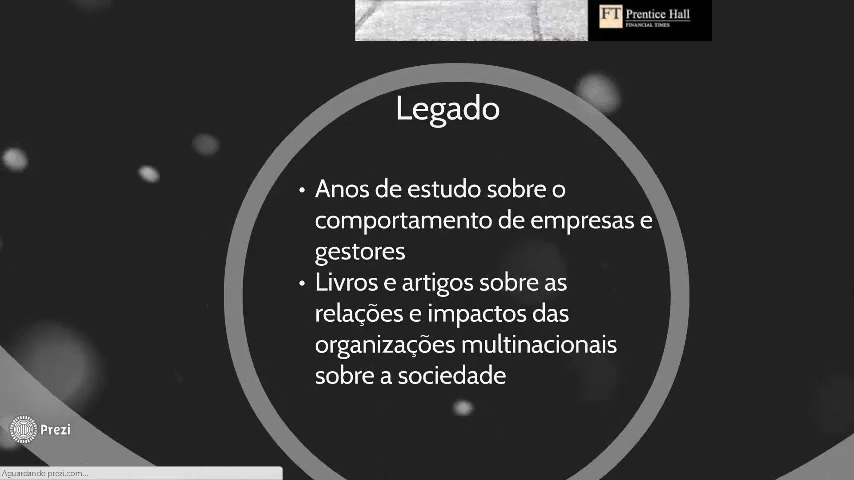 FT Prentice Hall
FINANCIAL TIMES
Legado
• Anos de estudo sobre o
comportamento de empresas e
gestores
• Livros e artigos sobre as
relações e impactos das
organizações multinacionais
sobre a sociedade
Prezi
Aguardando prezi.com...